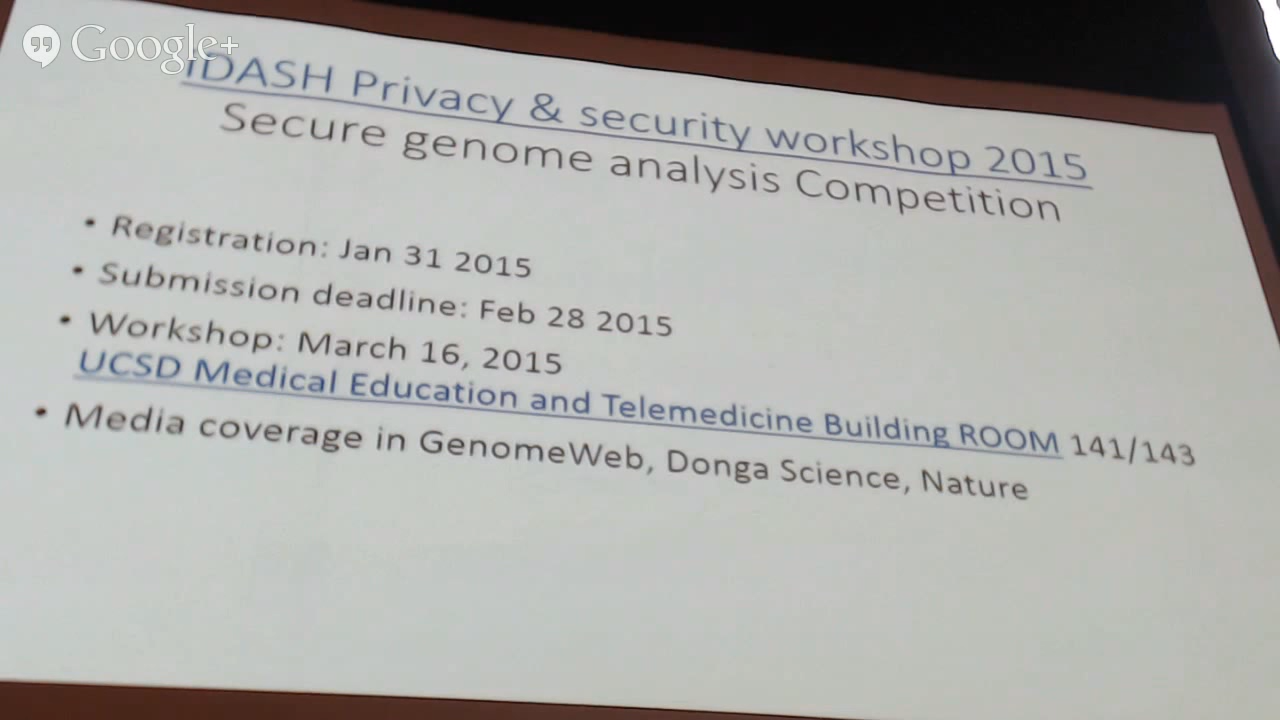 Google+
iDASH Privacy & security workshop 2015
Secure genome analysis Competition
• Registration: Jan 31 2015
• Submission deadline: Feb 28 2015
• Workshop: March 16, 2015
UCSD Medical Education and Telemedicine Building ROOM 141/143
• Media coverage in GenomeWeb, Donga Science, Nature